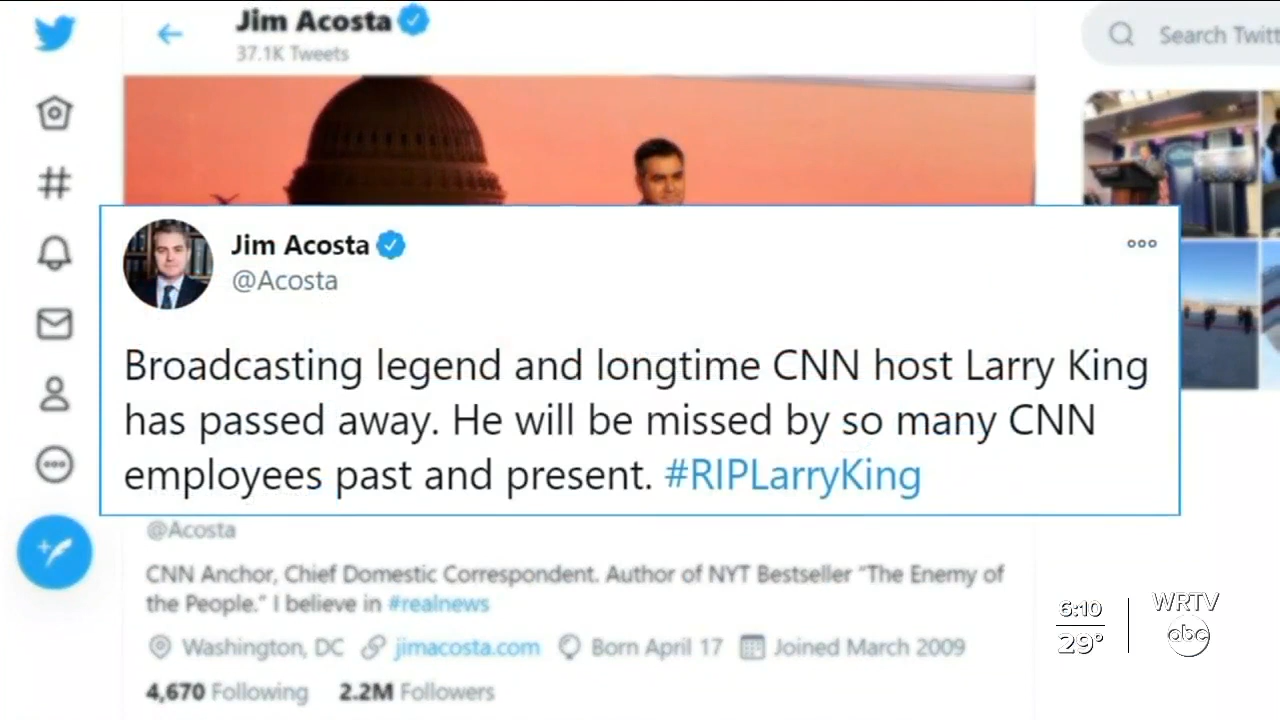 Jim Acosta
37.1K Tweets
Search Twitt
Jim Acosta
@Acosta
Broadcasting legend and longtime CNN host Larry King
has passed away. He will be missed by so many CNN
employees past and present. #RIPLarryKing
@Acosta
CNN Anchor, Chief Domestic Correspondent. Author of NYT Bestseller "The Enemy of
the People." I believe in #realnews
Washington, DC jimacosta.com Born April 17 Joined March 2009
4,670 Following 2.2M Followers
6:10
29°
WRTV
abc